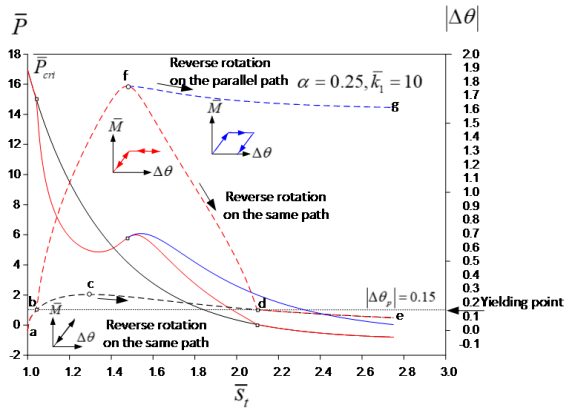 P̅
|Δθ|
18
16
14
12
10
8
6
4
2
0
-2
P̅cri
f
Reverse rotation
on the parallel path
α = 0.25, k̅₁ = 10
g
M̅
Δθ
M̅
Δθ
Reverse rotation
on the same path
c
b
a
M̅
Δθ
Reverse rotation
on the same path
d
|Δθp| = 0.15
e
Yielding point
2.0
1.9
1.8
1.7
1.6
1.5
1.4
1.3
1.2
1.1
1.0
0.9
0.8
0.7
0.6
0.5
0.4
0.3
0.2
0.1
0.0
-0.1
1.0 1.2 1.4 1.6 1.8 2.0 2.2 2.4 2.6 2.8 3.0
s̅t